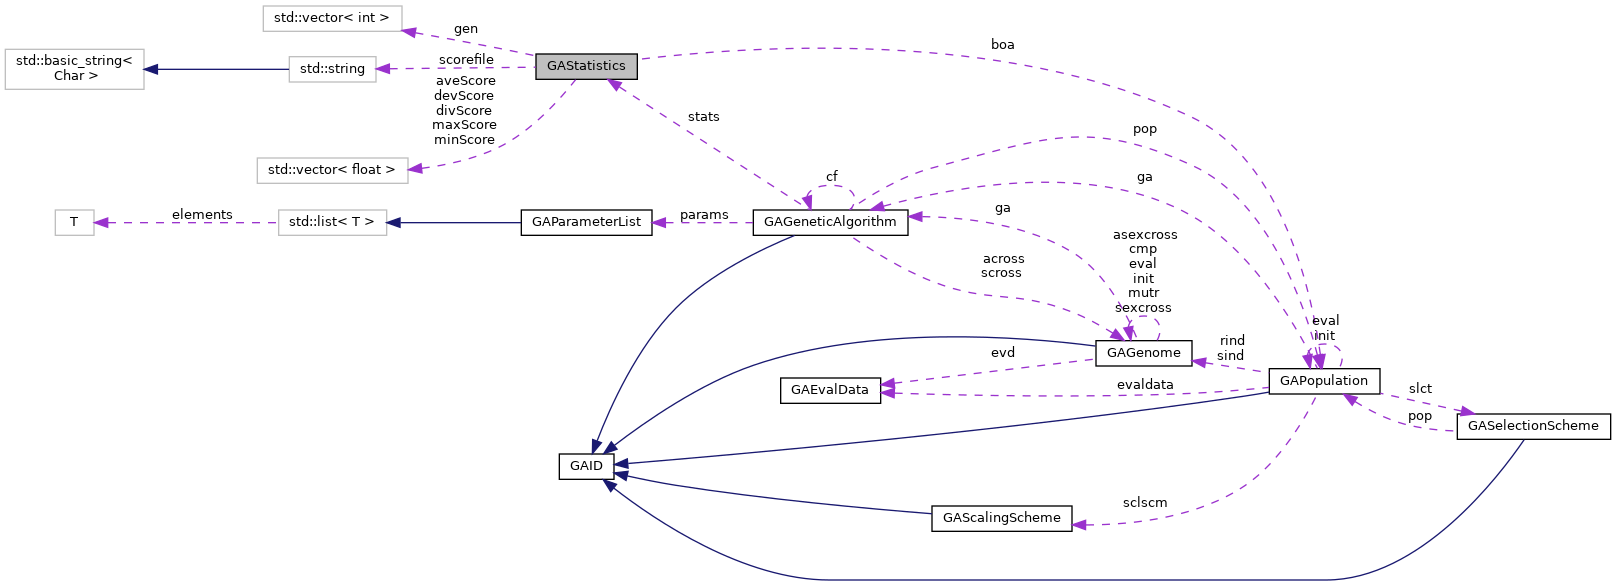 std::vector< int >
gen
boa
std::basic_string<
Char >
std::string
scorefile
GAStatistics
aveScore
devScore
divScore
maxScore
minScore
stats
pop
std::vector< float >
cf
ga
T
elements
std::list< T >
GAParameterList
params
GAGeneticAlgorithm
ga
across
scross
asexcross
cmp
eval
init
mutr
sexcross
eval
init
rind
sind
GAGenome
evd
GAEvalData
evaldata
GAPopulation
slct
pop
GASelectionScheme
GAID
sclscm
GAScalingScheme